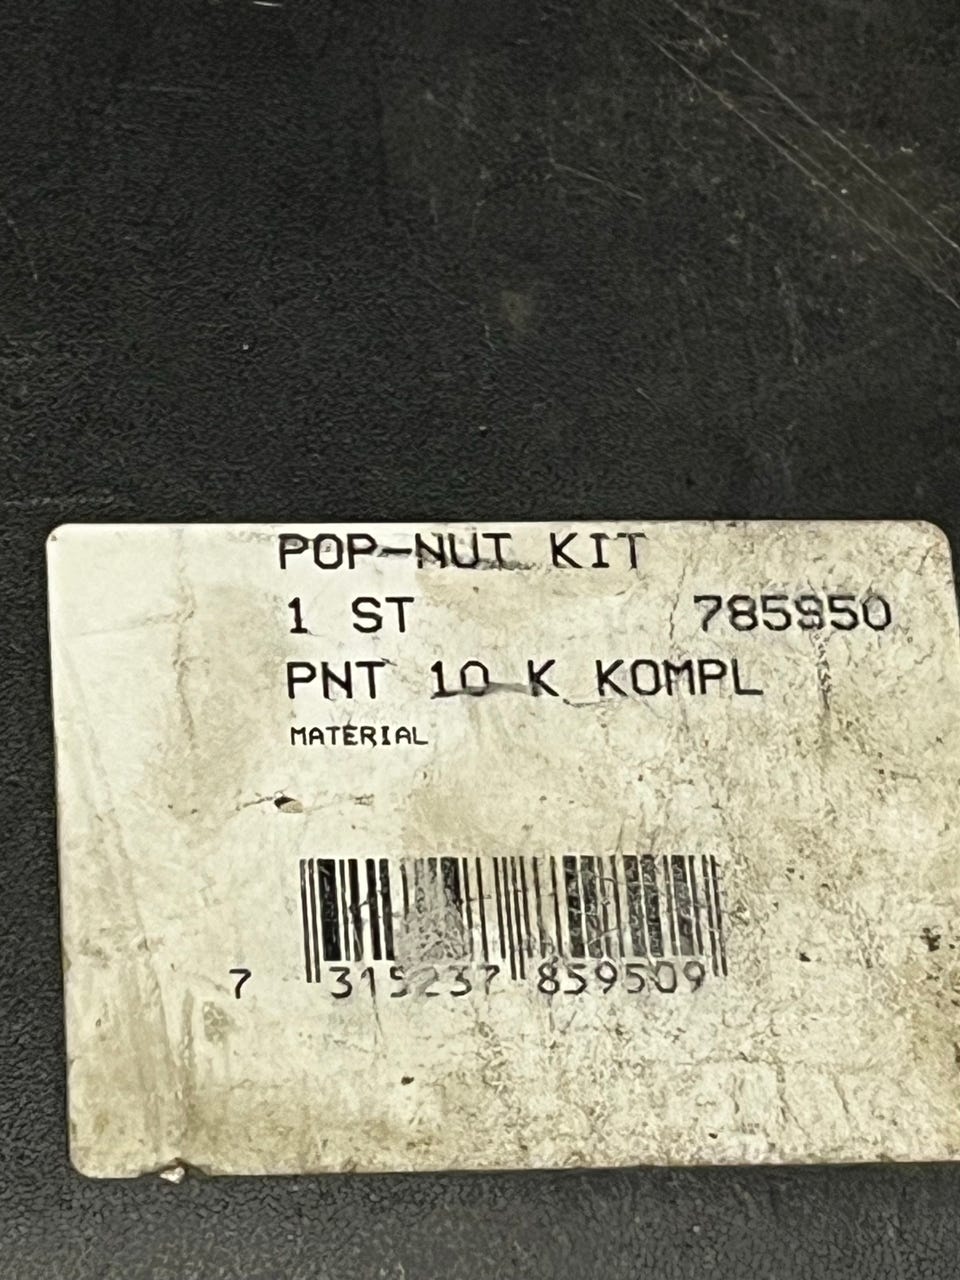 POP-NUT KIT
1 ST 785950
PNT 10 K KOMPL
MATERIAL
7 315237 859509